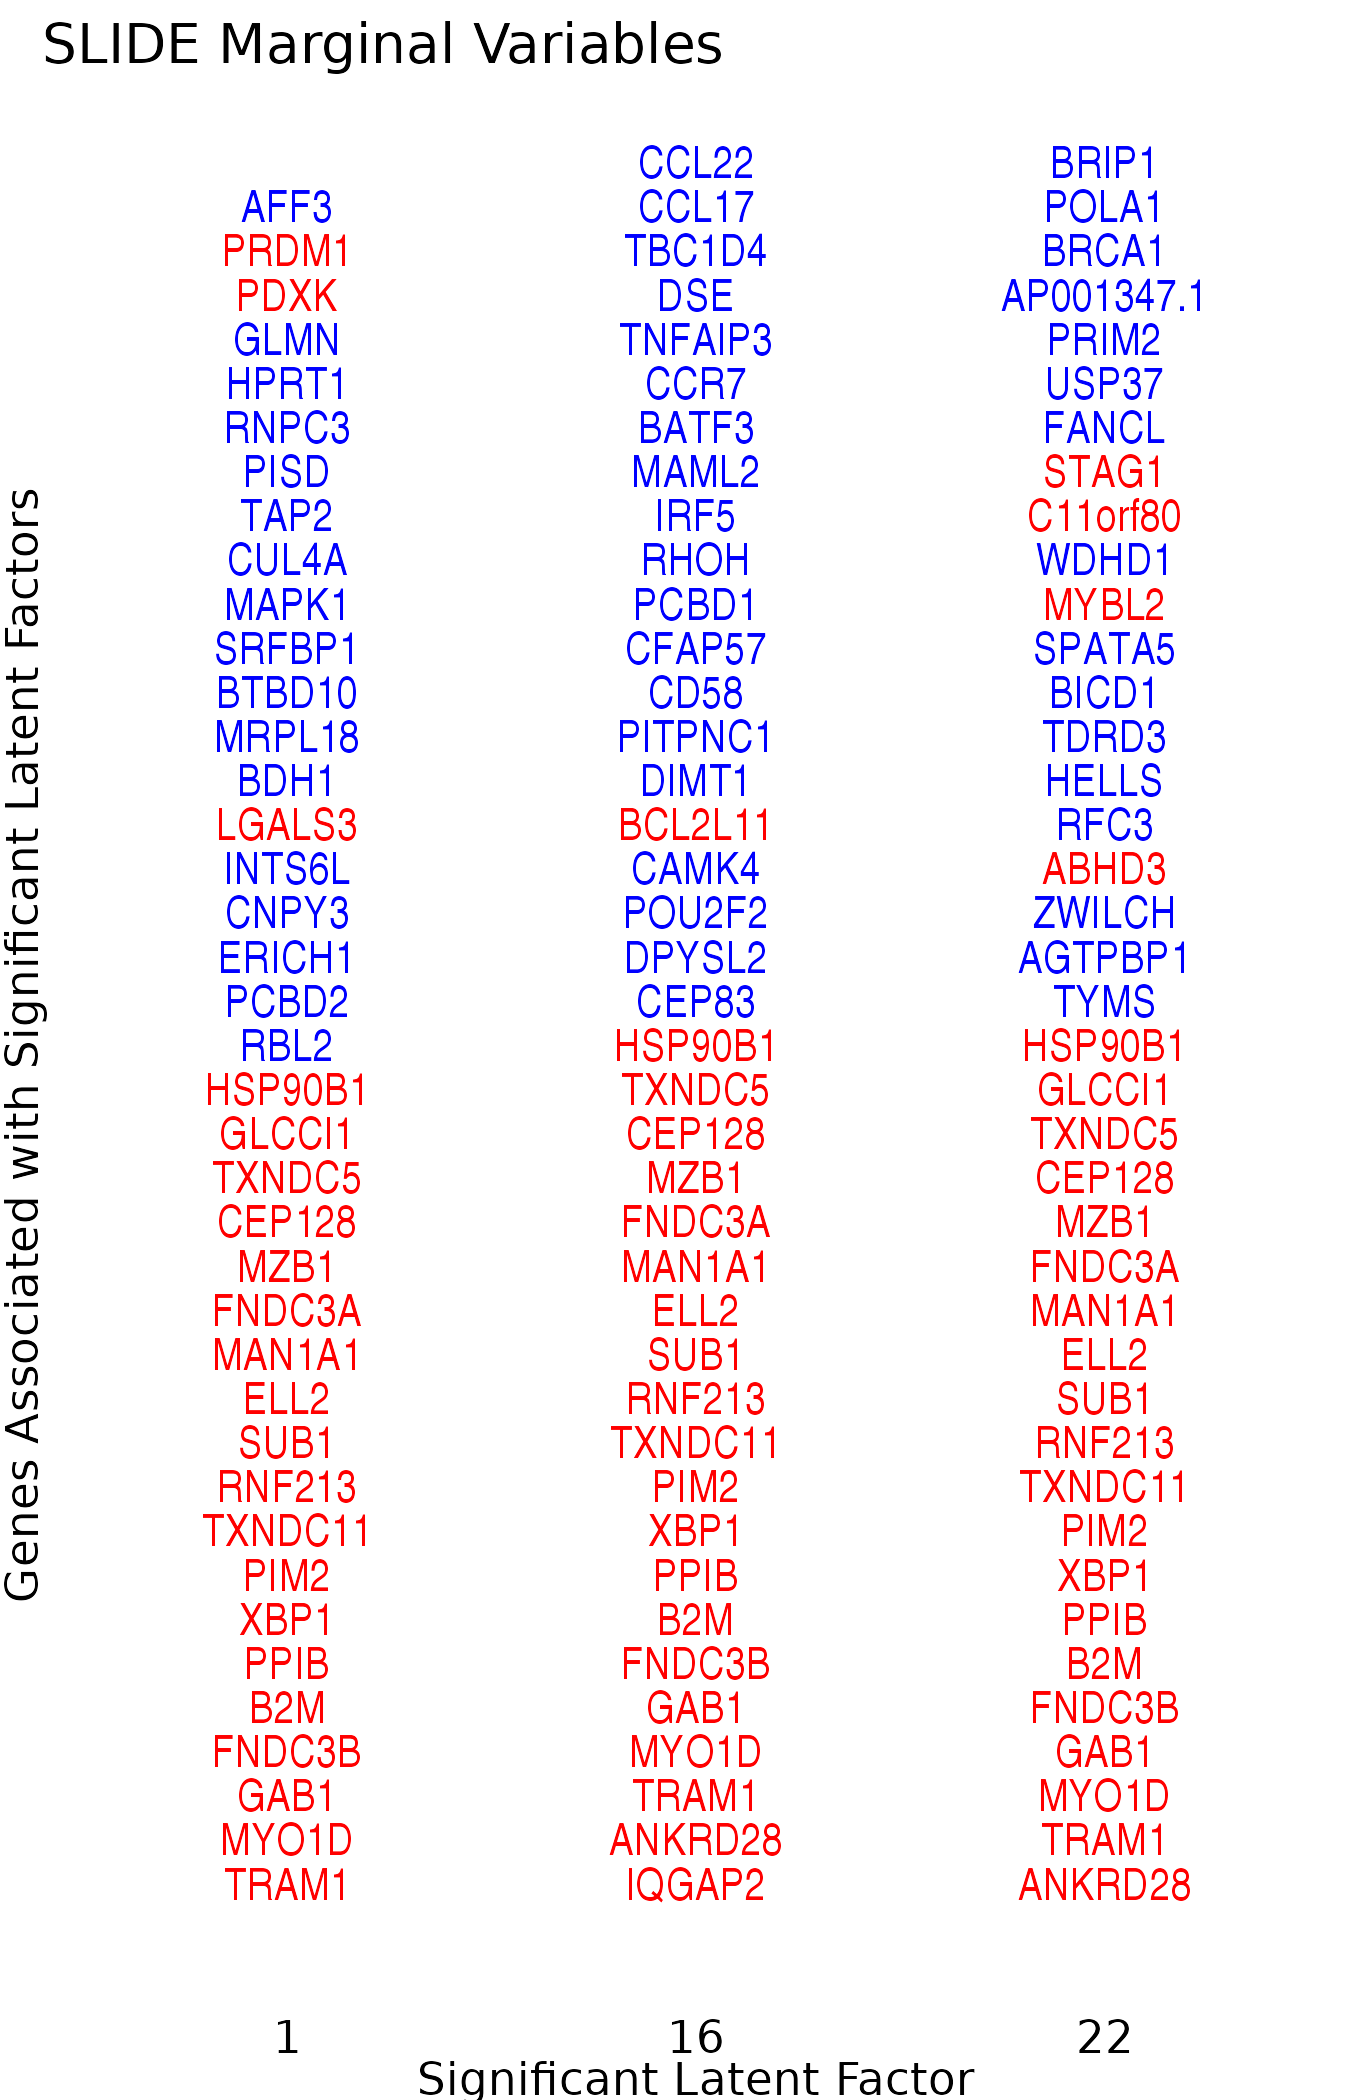 SLIDE Marginal Variables
Genes Associated with Significant Latent Factors
CCL22 BRIP1
AFF3 CCL17 POLA1
PRDM1 TBC1D4 BRCA1
PDXK DSE AP001347.1
GLMN TNFAIP3 PRIM2
HPRT1 CCR7 USP37
RNPC3 BATF3 FANCL
PISD MAML2 STAG1
TAP2 IRF5 C11orf80
CUL4A RHOH WDHD1
MAPK1 PCBD1 MYBL2
SRFBP1 CFAP57 SPATA5
BTBD10 CD58 BICD1
MRPL18 PITPNC1 TDRD3
BDH1 DIMT1 HELLS
LGALS3 BCL2L11 RFC3
INTS6L CAMK4 ABHD3
CNPY3 POU2F2 ZWILCH
ERICH1 DPYSL2 AGTPBP1
PCBD2 CEP83 TYMS
RBL2 HSP90B1 HSP90B1
HSP90B1 TXNDC5 GLCCI1
GLCCI1 CEP128 TXNDC5
TXNDC5 MZB1 CEP128
CEP128 FNDC3A MZB1
MZB1 MAN1A1 FNDC3A
FNDC3A ELL2 MAN1A1
MAN1A1 SUB1 ELL2
ELL2 RNF213 SUB1
SUB1 TXNDC11 RNF213
RNF213 PIM2 TXNDC11
TXNDC11 XBP1 PIM2
PIM2 PPIB XBP1
XBP1 B2M PPIB
PPIB FNDC3B B2M
B2M GAB1 FNDC3B
FNDC3B MYO1D GAB1
GAB1 TRAM1 MYO1D
MYO1D ANKRD28 TRAM1
TRAM1 IQGAP2 ANKRD28
1 16 22
Significant Latent Factor